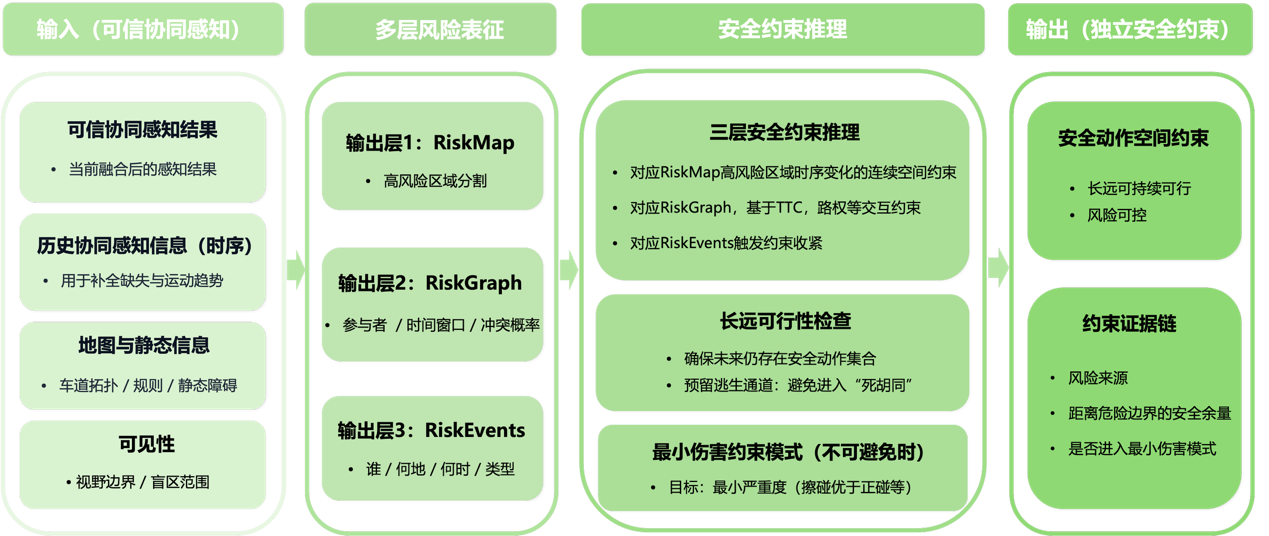 输入（可信协同感知）
可信协同感知结果
• 当前融合后的感知结果
历史协同感知信息（时序）
• 用于补全缺失与运动趋势
地图与静态信息
• 车道拓扑 / 规则 / 静态障碍
可见性
• 视野边界 / 盲区范围
多层风险表征
输出层1：RiskMap
• 高风险区域分割
输出层2：RiskGraph
• 参与者 / 时间窗口 / 冲突概率
输出层3：RiskEvents
• 谁 / 何地 / 何时 / 类型
安全约束推理
三层安全约束推理
• 对应RiskMap高风险区域时序变化的连续空间约束
• 对应RiskGraph，基于TTC，路权等交互约束
• 对应RiskEvents触发约束收紧
长远可行性检查
• 确保未来仍存在安全动作集合
• 预留逃生通道：避免进入“死胡同”
最小伤害约束模式（不可避免时）
• 目标：最小严重度（擦碰优于正碰等）
输出（独立安全约束）
安全动作空间约束
• 长远可持续可行
• 风险可控
约束证据链
• 风险来源
• 距离危险边界的安全余量
• 是否进入最小伤害模式